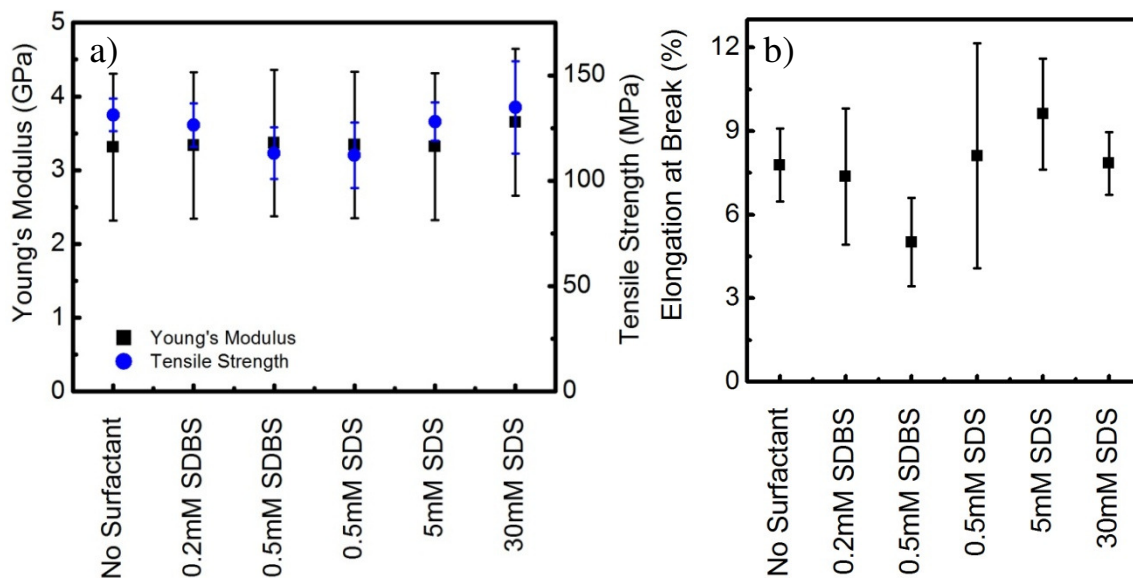 a)
Young's Modulus (GPa)
5
4
3
2
1
0
Young's Modulus
Tensile Strength
Tensile Strength (MPa)
150
100
50
0
No Surfactant
0.2mM SDBS
0.5mM SDBS
0.5mM SDS
5mM SDS
30mM SDS
b)
Elongation at Break (%)
12
9
6
3
0
No Surfactant
0.2mM SDBS
0.5mM SDBS
0.5mM SDS
5mM SDS
30mM SDS